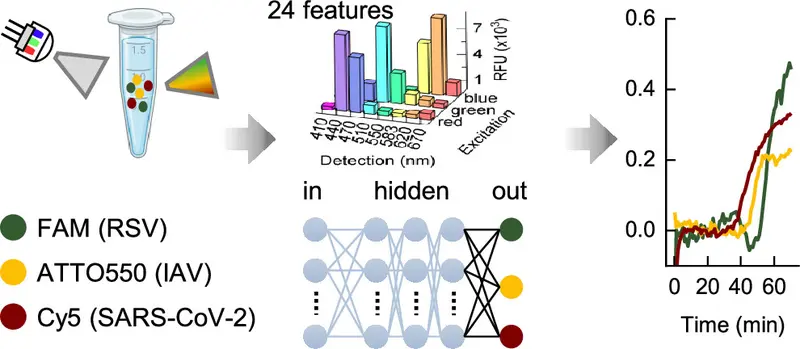 1.5
24 features
7
4
1
RFU (x10³)
blue
green
red
Excitation
410
440
470
510
550
583
620
670
Detection (nm)
in hidden out
FAM (RSV)
ATTO550 (IAV)
Cy5 (SARS-CoV-2)
0.6
0.4
0.2
0.0
0 20 40 60
Time (min)